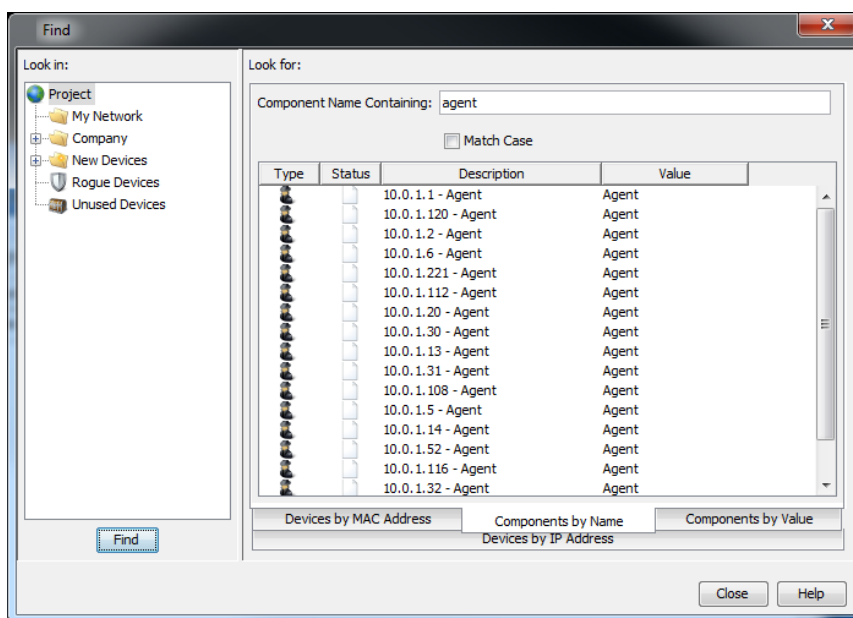 Find
Look in:
Project
My Network
Company
New Devices
Rogue Devices
Unused Devices
Find
Look for:
Component Name Containing: agent
Match Case
Type Status Description Value
10.0.1.1 - Agent Agent
10.0.1.120 - Agent Agent
10.0.1.2 - Agent Agent
10.0.1.6 - Agent Agent
10.0.1.221 - Agent Agent
10.0.1.112 - Agent Agent
10.0.1.20 - Agent Agent
10.0.1.30 - Agent Agent
10.0.1.13 - Agent Agent
10.0.1.31 - Agent Agent
10.0.1.108 - Agent Agent
10.0.1.5 - Agent Agent
10.0.1.14 - Agent Agent
10.0.1.52 - Agent Agent
10.0.1.116 - Agent Agent
10.0.1.32 - Agent Agent
Devices by MAC Address Components by Name Components by Value
Devices by IP Address
Close Help